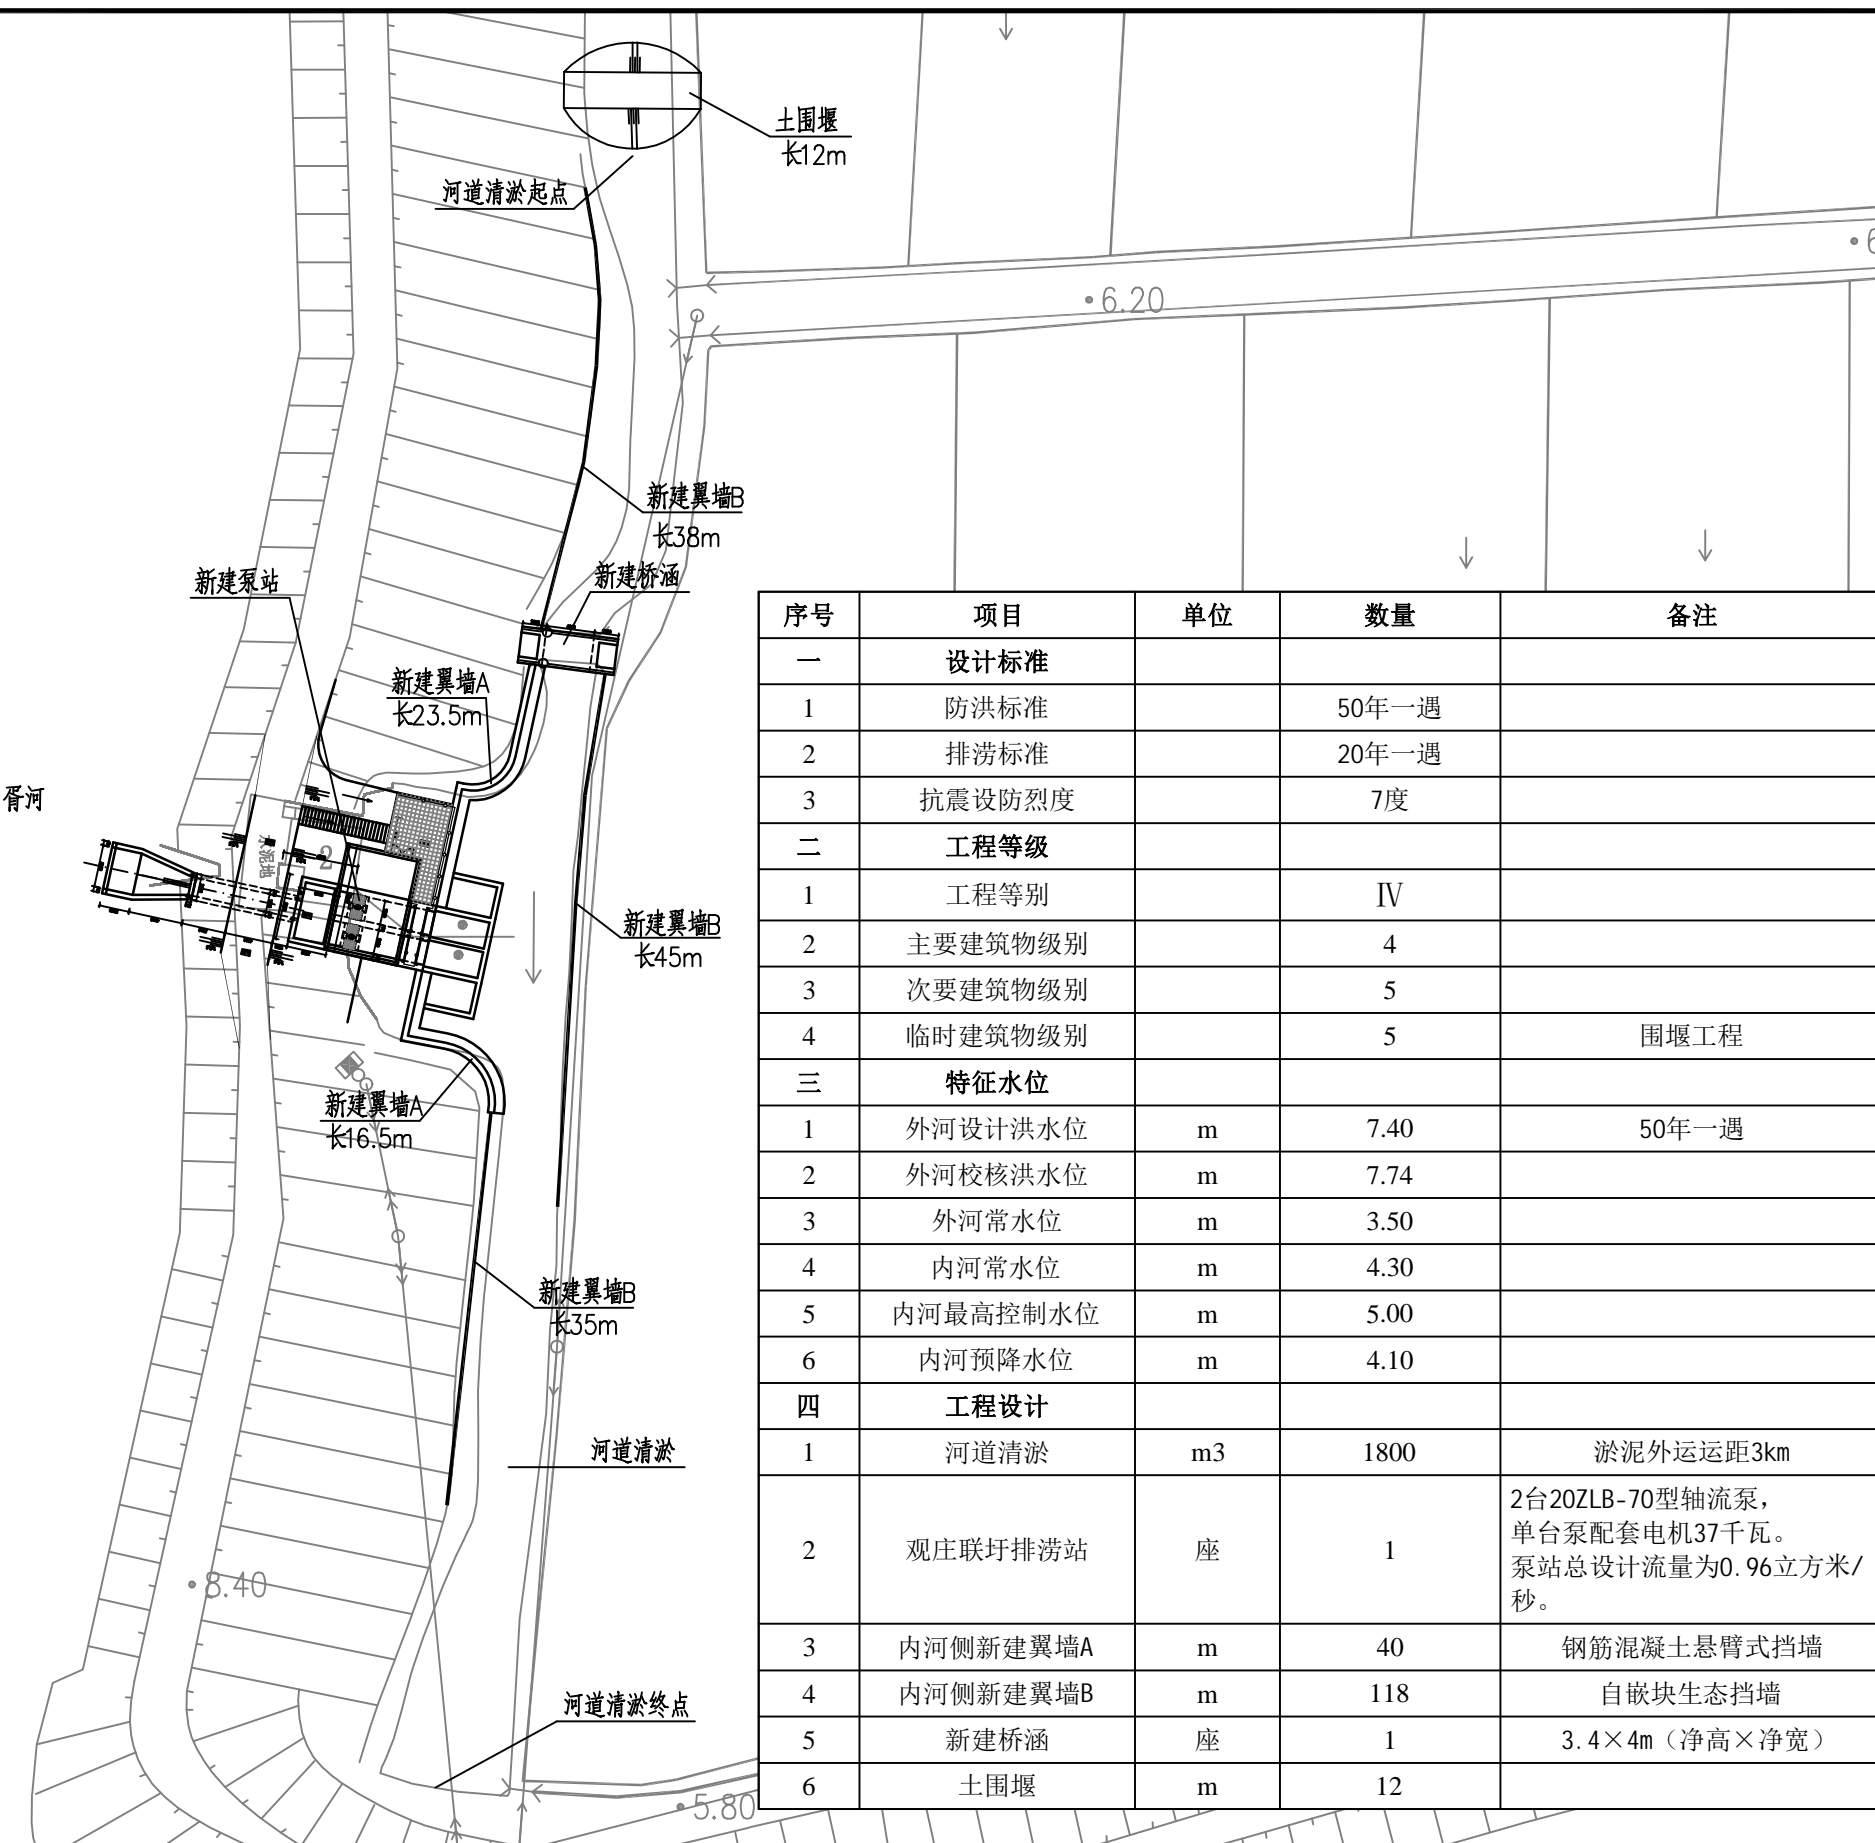 土围堰
长12m
河道清淤起点
6.20
新建翼墙B
长38m
新建桥涵
新建泵站
新建翼墙A
长23.5m
胥河
水泥地
2
新建翼墙B
长45m
新建翼墙A
长16.5m
新建翼墙B
长35m
河道清淤
8.40
河道清淤终点
5.80
序号 项目 单位 数量 备注
一 设计标准
1 防洪标准 50年一遇
2 排涝标准 20年一遇
3 抗震设防烈度 7度
二 工程等级
1 工程等别 Ⅳ
2 主要建筑物级别 4
3 次要建筑物级别 5
4 临时建筑物级别 5 围堰工程
三 特征水位
1 外河设计洪水位 m 7.40 50年一遇
2 外河校核洪水位 m 7.74
3 外河常水位 m 3.50
4 内河常水位 m 4.30
5 内河最高控制水位 m 5.00
6 内河预降水位 m 4.10
四 工程设计
1 河道清淤 m3 1800 淤泥外运运距3km
2 观庄联圩排涝站 座 1 2台20ZLB-70型轴流泵，
单台泵配套电机37千瓦。
泵站总设计流量为0.96立方米/
秒。
3 内河侧新建翼墙A m 40 钢筋混凝土悬臂式挡墙
4 内河侧新建翼墙B m 118 自嵌块生态挡墙
5 新建桥涵 座 1 3.4×4m（净高×净宽）
6 土围堰 m 12